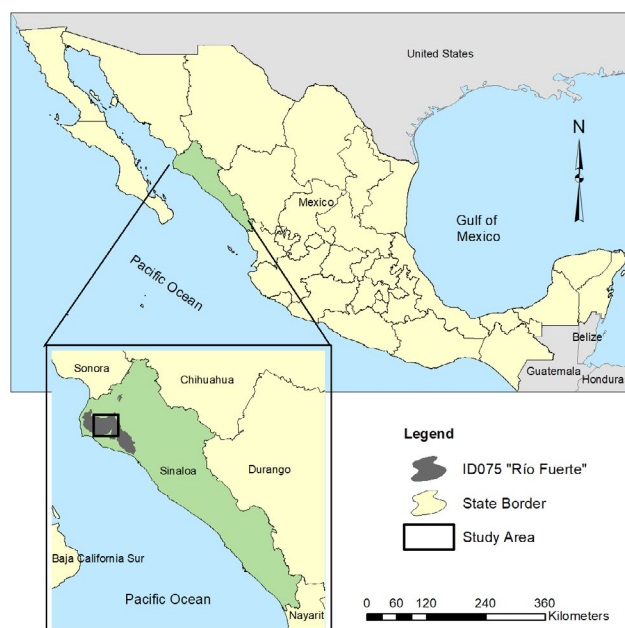 United States
N
Mexico
Gulf of
Mexico
Pacific Ocean
Belize
Guatemala
Hondura
Sonora
Chihuahua
Sinaloa
Durango
Baja California Sur
Pacific Ocean
Nayarit
Legend
ID075 "Río Fuerte"
State Border
Study Area
0 60 120 240 360
Kilometers